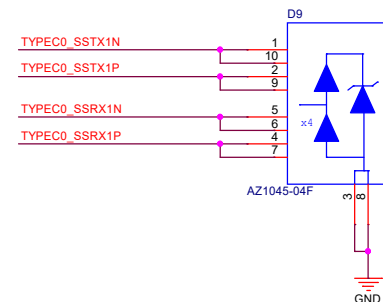 D9
TYPEC0_SSTX1N
1
10
TYPEC0_SSTX1P
2
9
TYPEC0_SSRX1N
5
6
TYPEC0_SSRX1P
4
7
x4
AZ1045-04F
3
8
GND